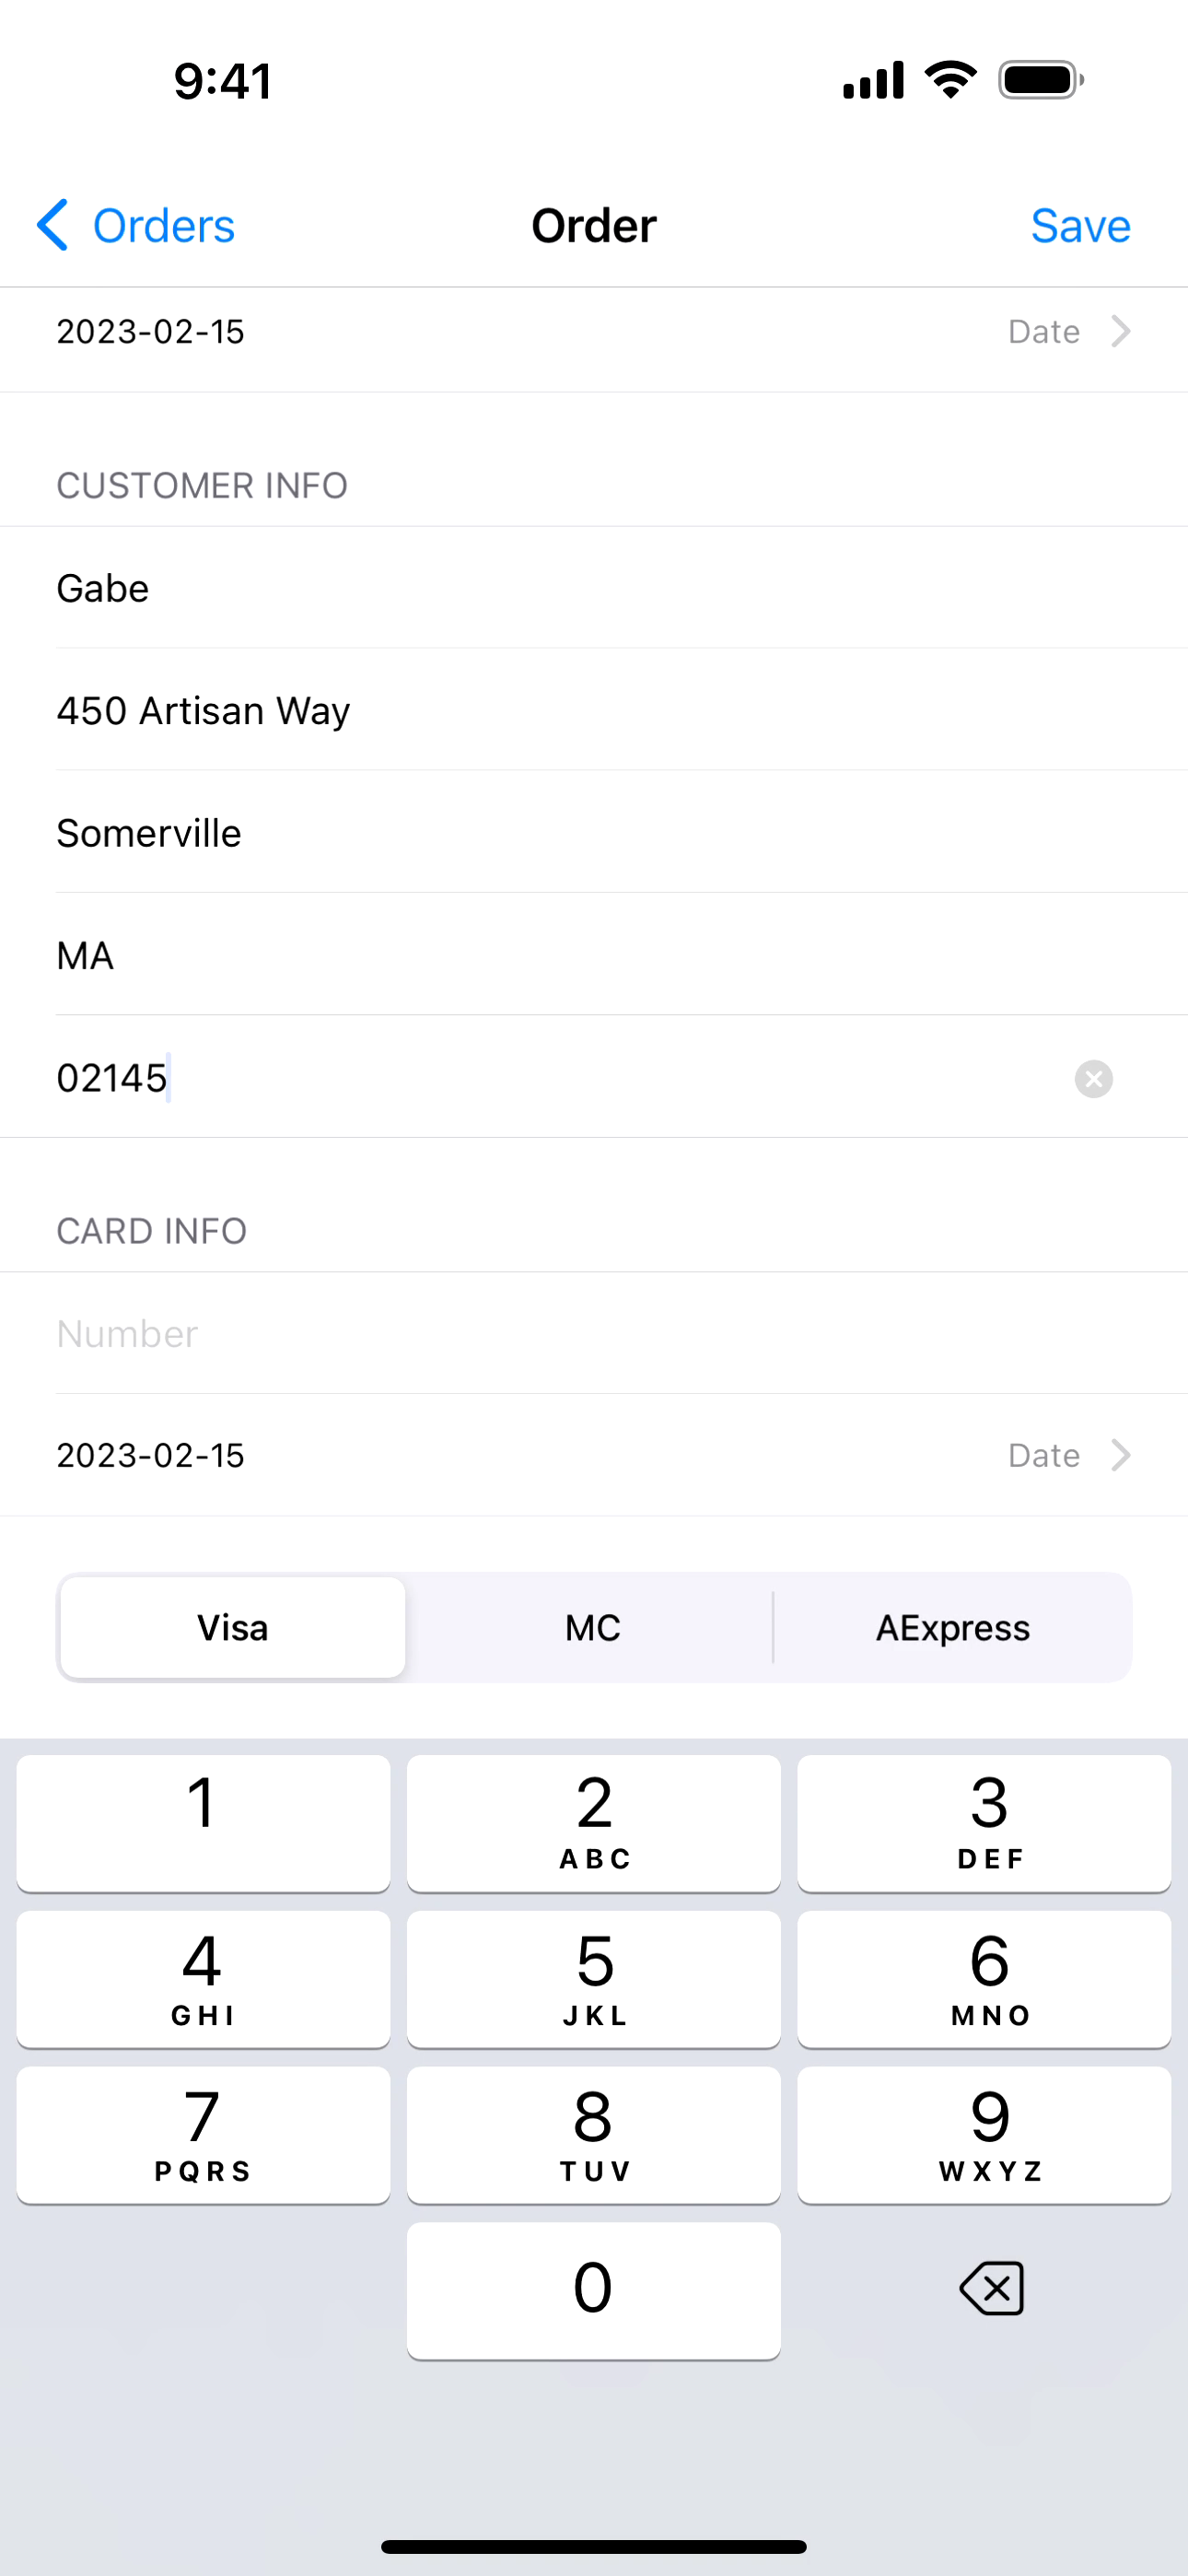 9:41
Orders Order Save
2023-02-15 Date
CUSTOMER INFO
Gabe
450 Artisan Way
Somerville
MA
02145
CARD INFO
Number
2023-02-15 Date
Visa MC AExpress
1 2 3
ABC DEF
4 5 6
GHI JKL MNO
7 8 9
PQRS TUV WXYZ
0